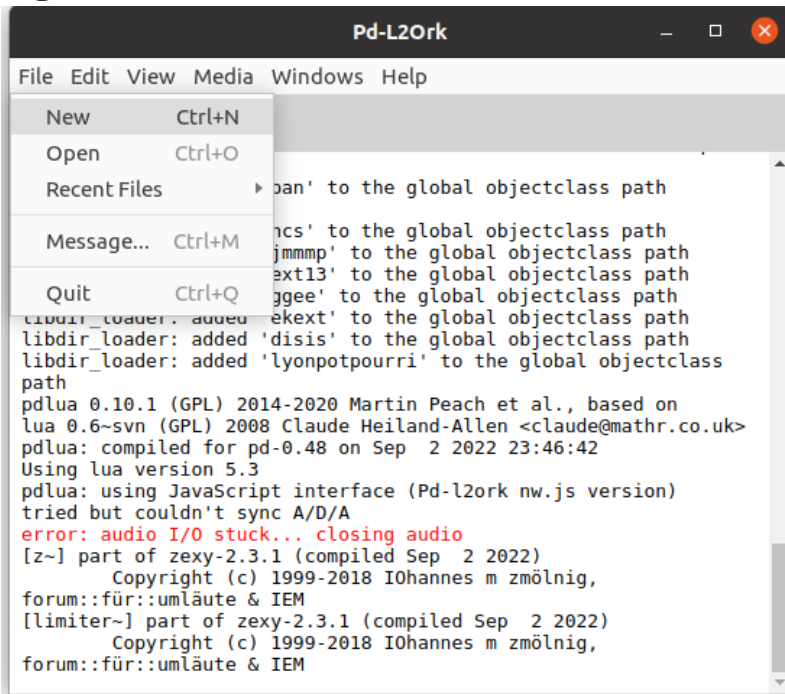 Pd-L2Ork
File Edit View Media Windows Help
New Ctrl+N
Open Ctrl+O
Recent Files
Message... Ctrl+M
Quit Ctrl+Q
to the global objectclass path
to the global objectclass path
to the global objectclass path
to the global objectclass path
ggee' to the global objectclass path
libdir_loader: added 'ekext' to the global objectclass path
libdir_loader: added 'disis' to the global objectclass path
libdir_loader: added 'lyonpotpourri' to the global objectclass
path
pdlua 0.10.1 (GPL) 2014-2020 Martin Peach et al., based on
lua 0.6~svn (GPL) 2008 Claude Heiland-Allen <claude@mathr.co.uk>
pdlua: compiled for pd-0.48 on Sep  2 2022 23:46:42
Using lua version 5.3
pdlua: using JavaScript interface (Pd-l2ork nw.js version)
tried but couldn't sync A/D/A
error: audio I/O stuck... closing audio
[z~] part of zexy-2.3.1 (compiled Sep  2 2022)
Copyright (c) 1999-2018 IOhannes m zmölnig,
forum::für::umläute & IEM
[limiter~] part of zexy-2.3.1 (compiled Sep  2 2022)
Copyright (c) 1999-2018 IOhannes m zmölnig,
forum::für::umläute & IEM